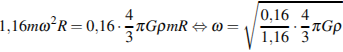 1,16mω²R = 0,16 · 4/3 πGρmR ⇔ ω = √(0,16/1,16 · 4/3 πGρ)